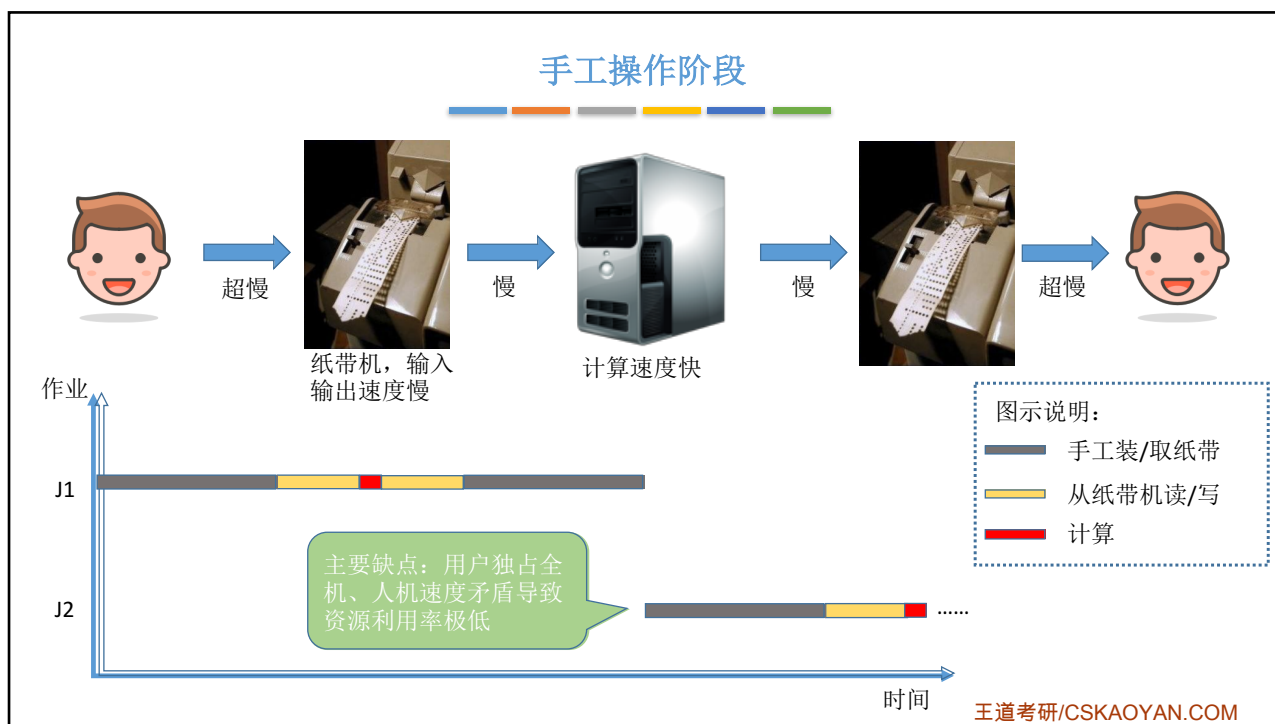 手工操作阶段
超慢
慢
慢
超慢
纸带机，输入
输出速度慢
计算速度快
作业
图示说明：
手工装/取纸带
从纸带机读/写
计算
J1
主要缺点：用户独占全
机、人机速度矛盾导致
资源利用率极低
J2
......
时间
王道考研/CSKAOYAN.COM